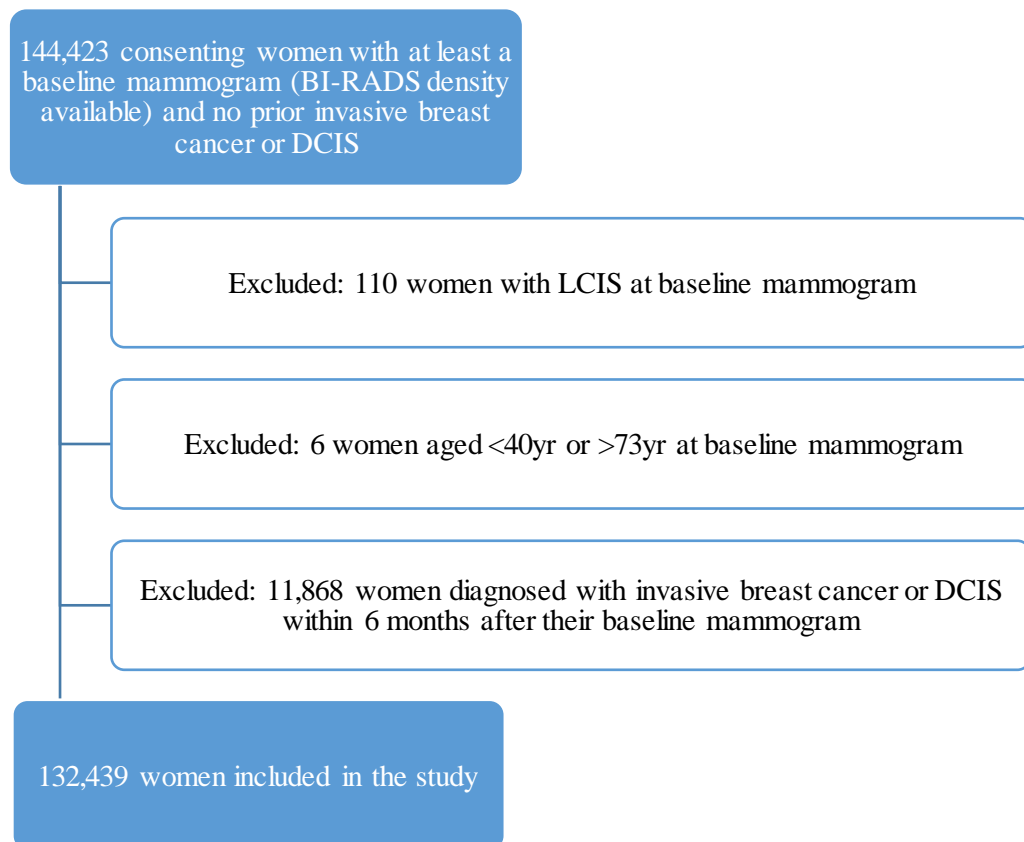 144,423 consenting women with at least a
baseline mammogram (BI-RADS density
available) and no prior invasive breast
cancer or DCIS
Excluded: 110 women with LCIS at baseline mammogram
Excluded: 6 women aged <40yr or >73yr at baseline mammogram
Excluded: 11,868 women diagnosed with invasive breast cancer or DCIS
within 6 months after their baseline mammogram
132,439 women included in the study